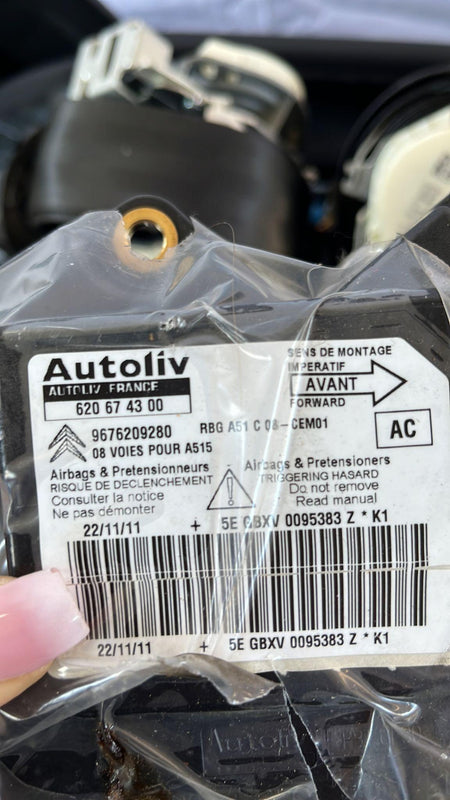 Autoliv
AUTOLIV FRANCE
620 67 43 00
SENS DE MONTAGE
IMPERATIF
AVANT
FORWARD
9676209280
RBG A51 C 08-CEM01
08 VOIES POUR A515
AC
Airbags & Pretensionneurs
RISQUE DE DECLENCHEMENT
Consulter la notice
Ne pas démonter
Airbags & Pretensioners
TRIGGERING HASARD
Do not remove
Read manual
22/11/11 + 5E GBXV 0095383 Z * K1
22/11/11 + 5E GBXV 0095383 Z * K1
Autoliv